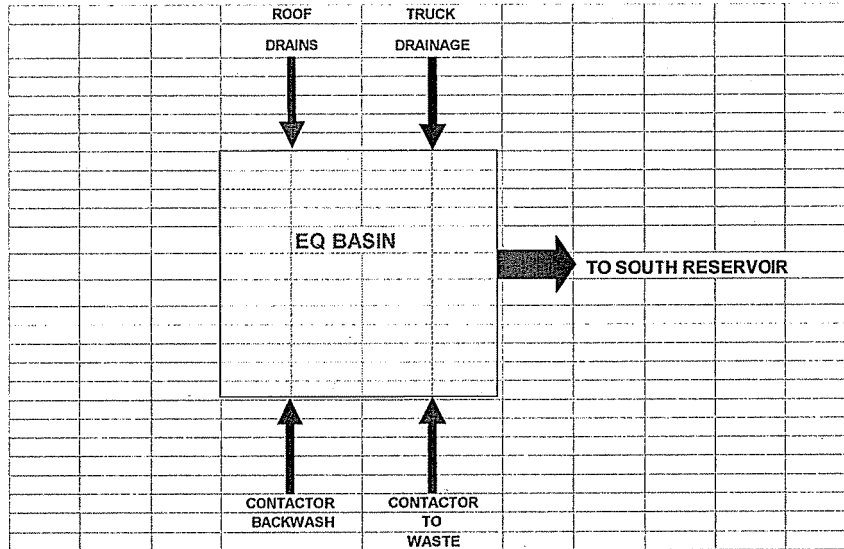 ROOF
DRAINS
TRUCK
DRAINAGE
EQ BASIN
TO SOUTH RESERVOIR
CONTACTOR
BACKWASH
CONTACTOR
TO
WASTE